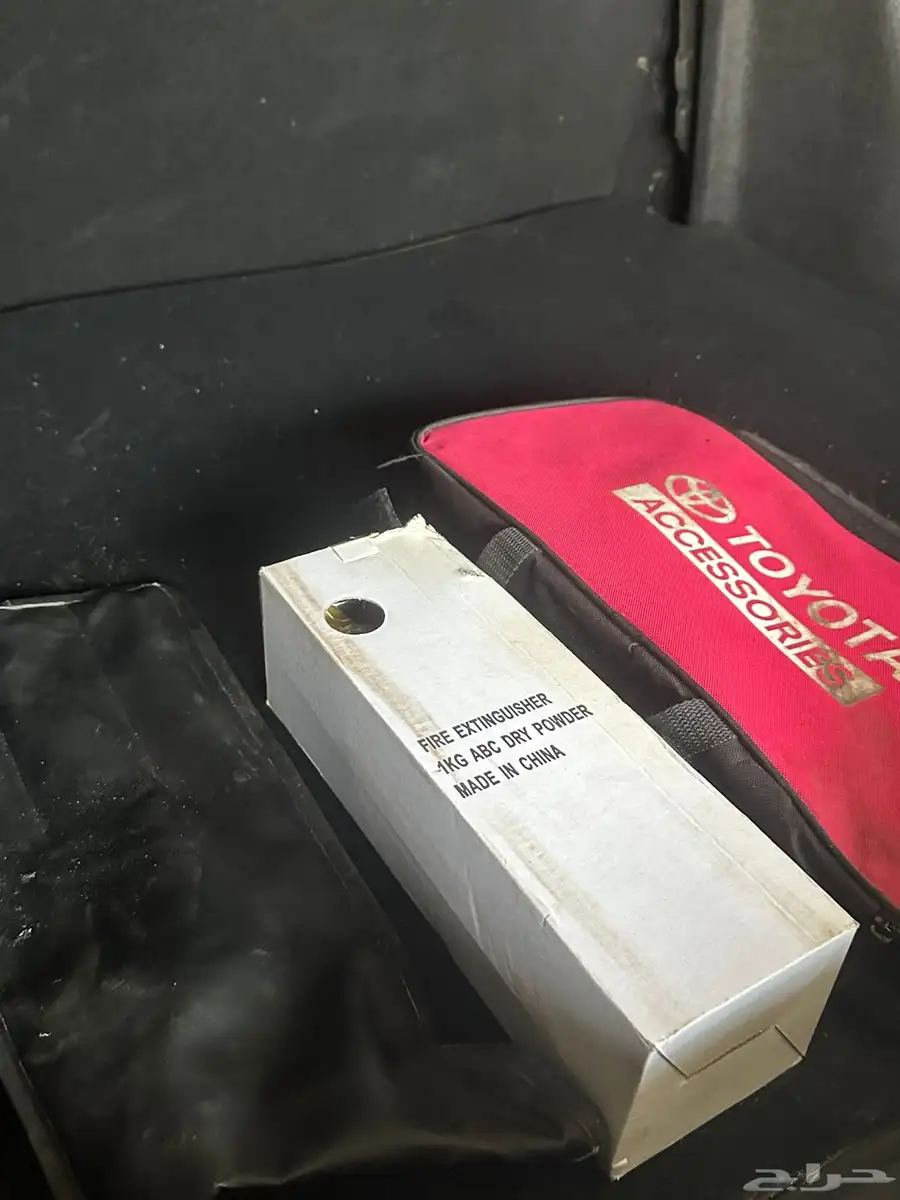 TOYOTA
ACCESSORIES
FIRE EXTINGUISHER
1KG ABC DRY POWDER
MADE IN CHINA
حراج